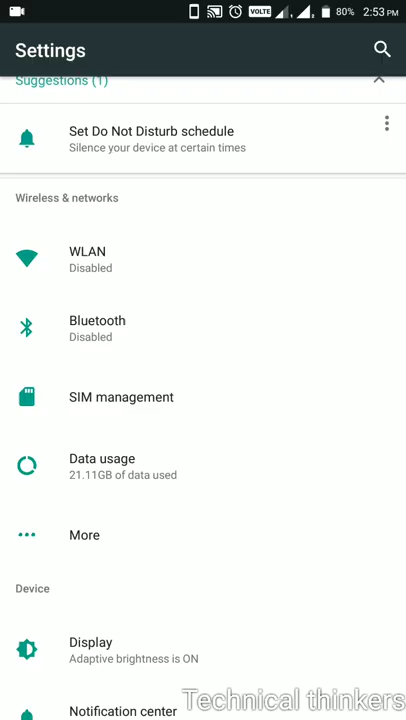 VOLTE 1 2 80% 2:53 PM
Settings
Suggestions (1)
Set Do Not Disturb schedule
Silence your device at certain times
Wireless & networks
WLAN
Disabled
Bluetooth
Disabled
SIM management
Data usage
21.11GB of data used
More
Device
Display
Adaptive brightness is ON
Notification center
Technical thinkers